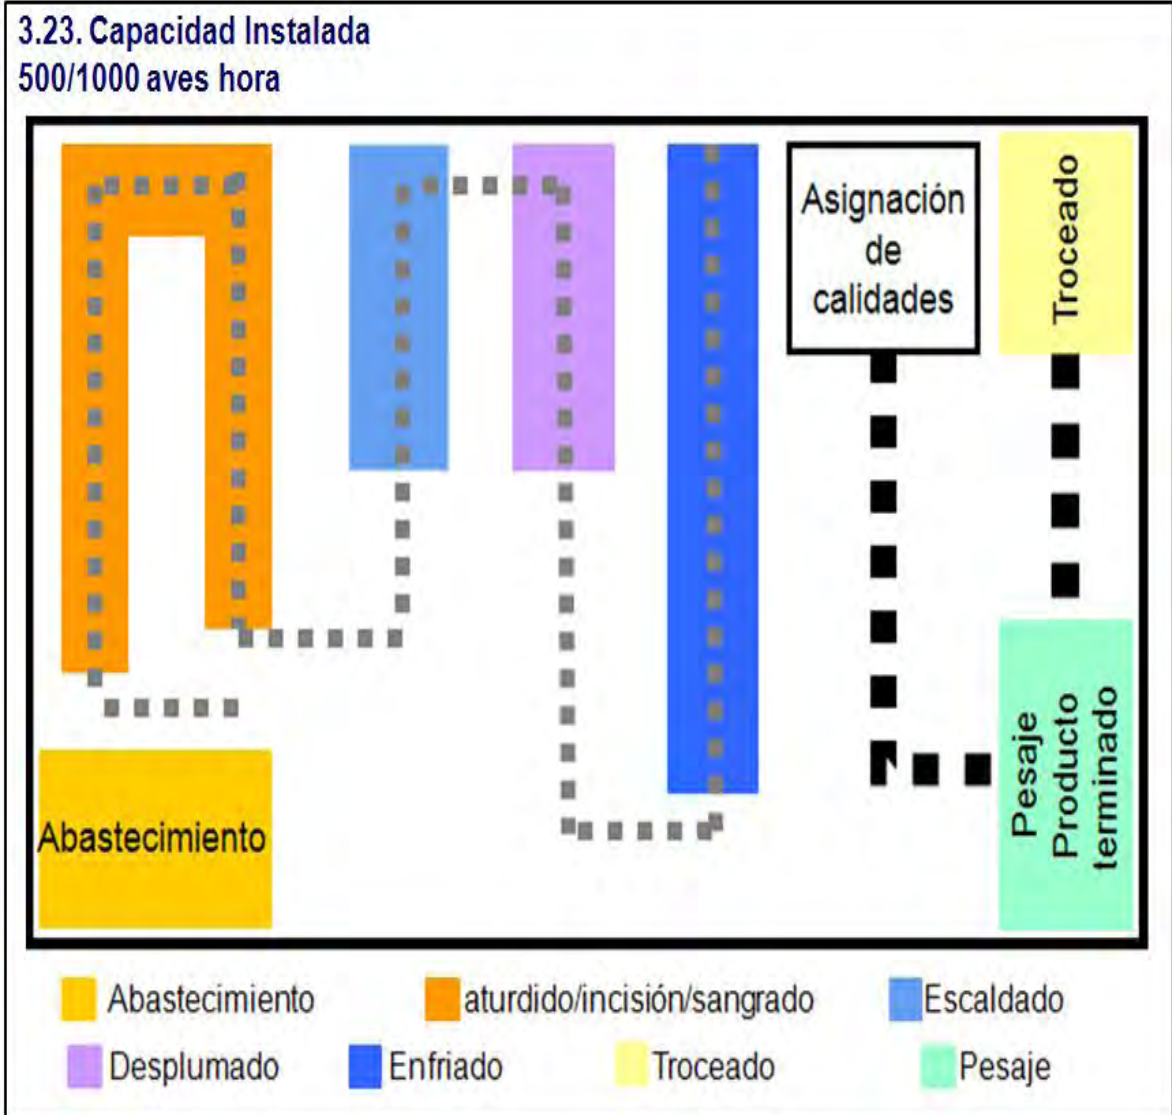 3.23. Capacidad Instalada
500/1000 aves hora
Asignación
de
calidades
Troceado
Abastecimiento
Pesaje
Producto
terminado
Abastecimiento
aturdido/incisión/sangrado
Escaldado
Desplumado
Enfriado
Troceado
Pesaje